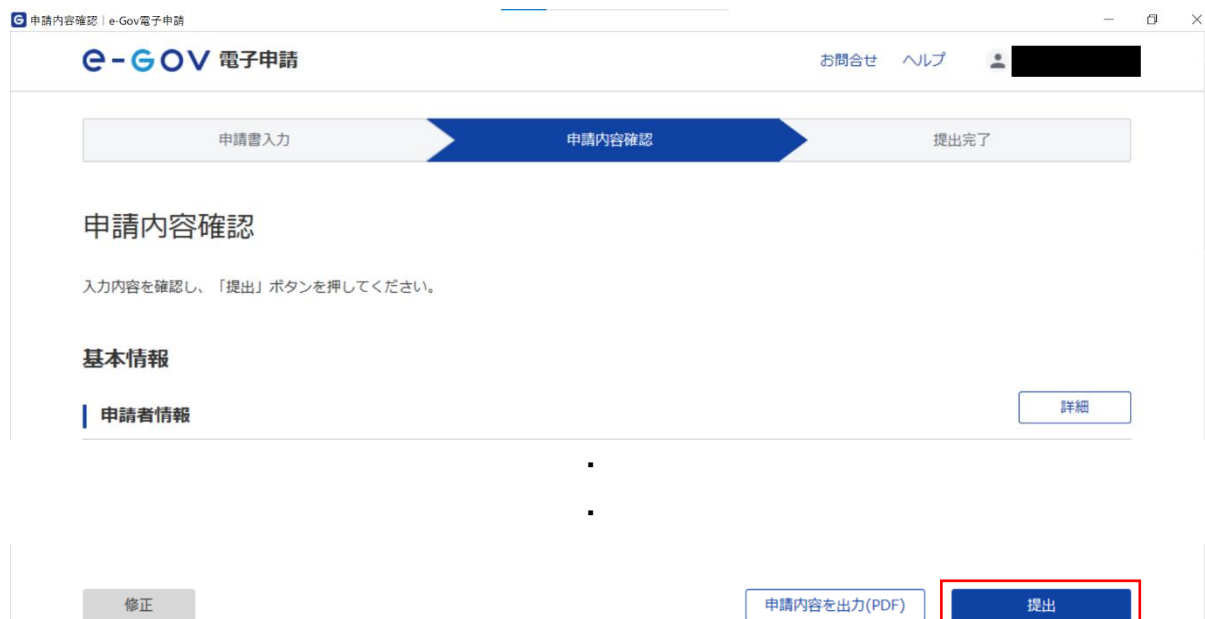 申請内容確認 | e-Gov電子申請
e-GOV 電子申請
お問合せ ヘルプ
申請書入力 申請内容確認 提出完了
申請内容確認
入力内容を確認し、「提出」ボタンを押してください。
基本情報
申請者情報 詳細
修正 申請内容を出力(PDF) 提出